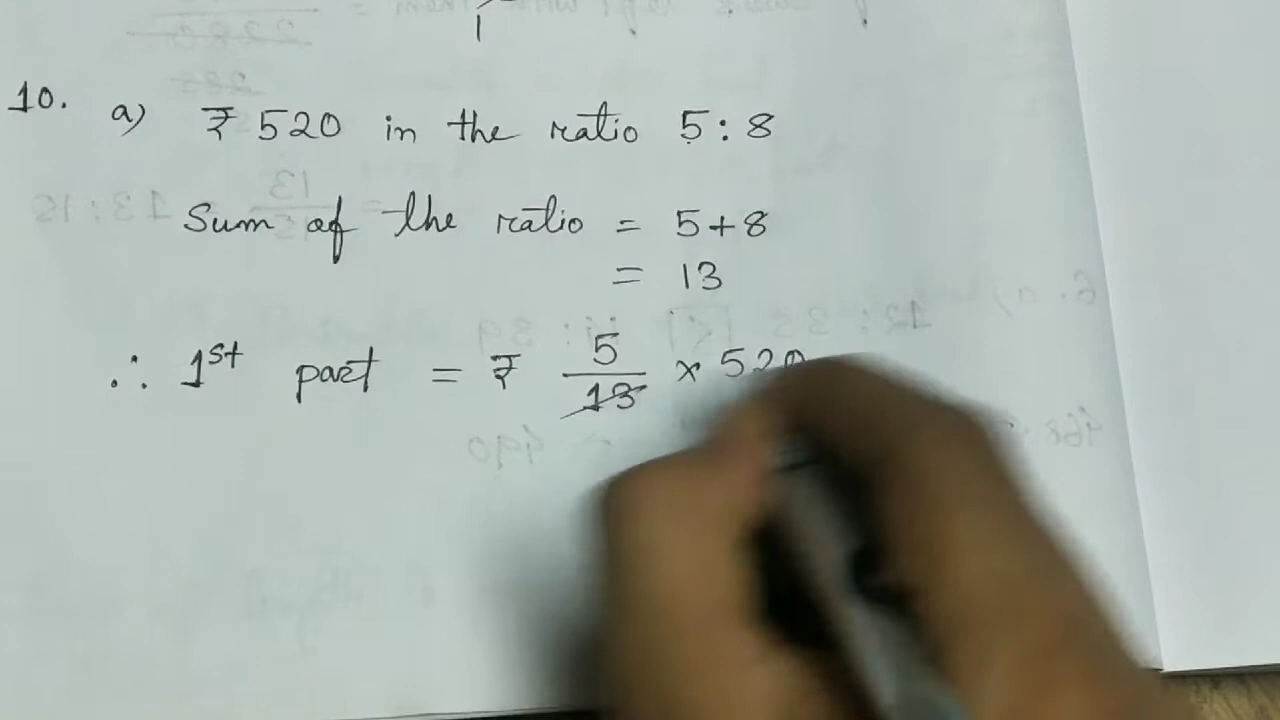 10. a) ₹ 520 in the ratio 5 : 8
Sum of the ratio = 5+8
= 13
∴ 1st part = ₹ 5/13 × 520